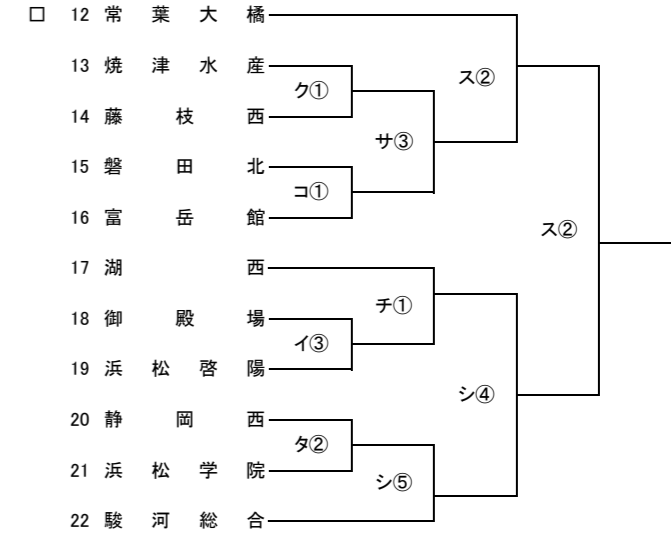 □ 12 常葉大橘
ス②
13 焼津水産
ク①
14 藤枝西
サ③
15 磐田北
コ①
16 富岳館
ス②
17 湖西
チ①
18 御殿場
イ③
19 浜松啓陽
シ④
20 静岡西
タ②
21 浜松学院
シ⑤
22 駿河総合